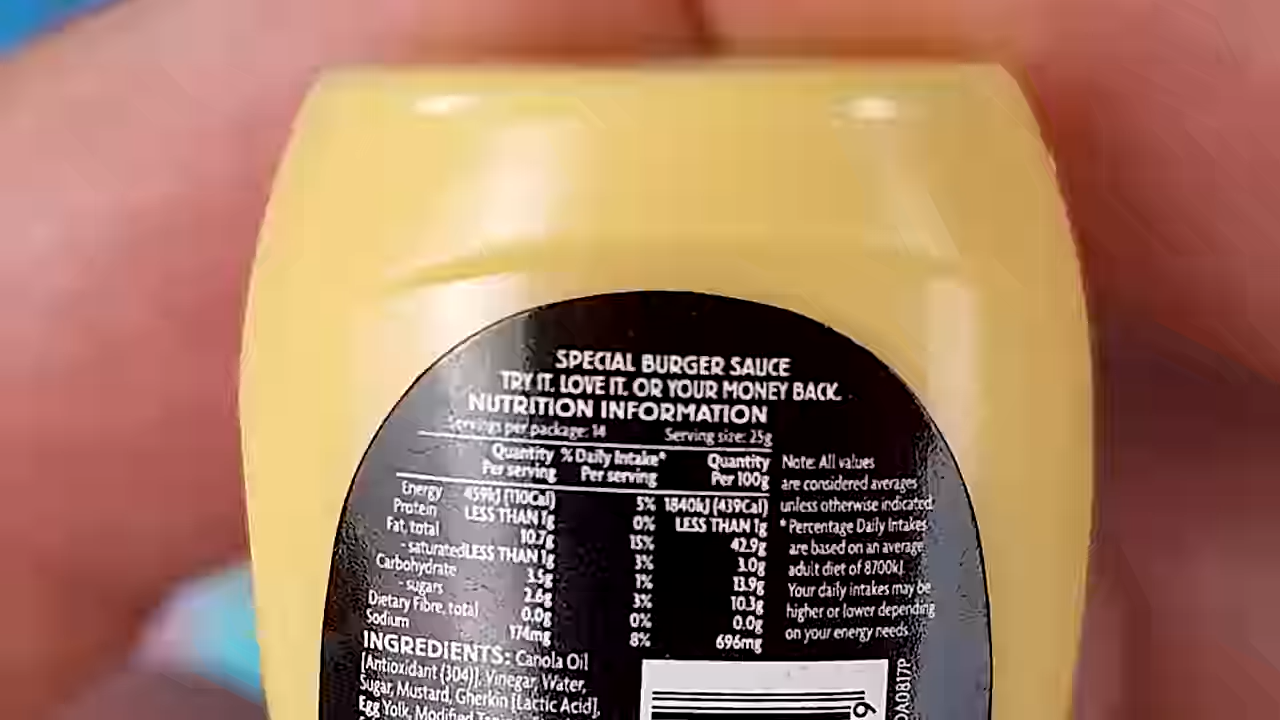 SPECIAL BURGER SAUCE
TRY IT. LOVE IT. OR YOUR MONEY BACK.
NUTRITION INFORMATION
Servings per package: 14 Serving size: 25g
Quantity % Daily Intake* Quantity
Per serving Per serving Per 100g
Energy 459kJ (110Cal) 5% 1840kJ (439Cal)
Protein LESS THAN 1g 0% LESS THAN 1g
Fat, total 10.7g 15% 42.9g
- saturated LESS THAN 1g 3% 3.0g
Carbohydrate 3.5g 1% 13.9g
- sugars 2.6g 3% 10.3g
Dietary Fibre, total 0.0g 0% 0.0g
Sodium 174mg 8% 696mg
Note: All values
are considered averages
unless otherwise indicated.
* Percentage Daily Intakes
are based on an average
adult diet of 8700kJ.
Your daily intakes may be
higher or lower depending
on your energy needs.
INGREDIENTS: Canola Oil
[Antioxidant (304)], Vinegar, Water,
Sugar, Mustard, Gherkin [Lactic Acid],
Egg Yolk, Modified
DA0817P
9